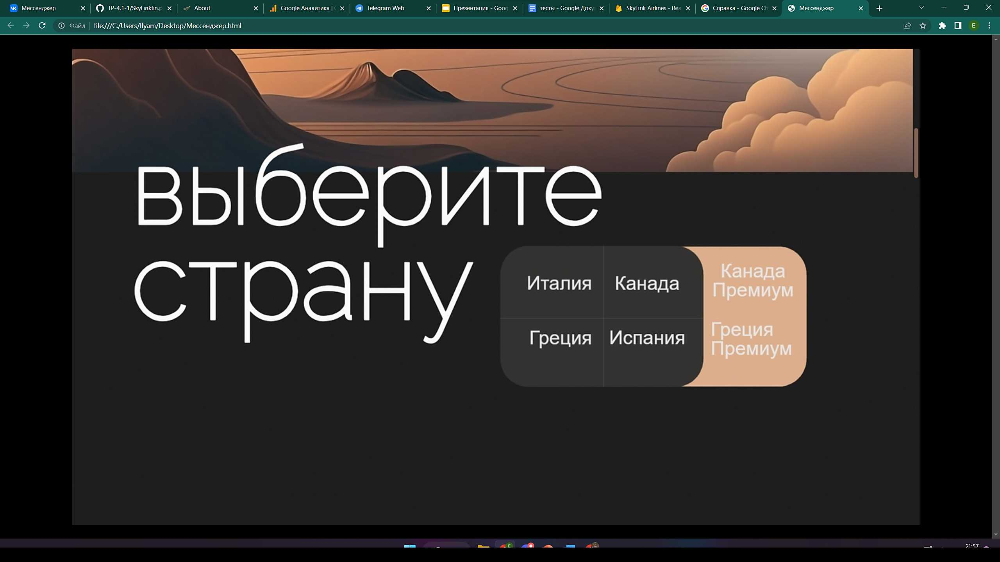 Мессенджер
TP-4.1-1/SkyLinkfin.p
About
Google Аналитика |
Telegram Web
Презентация - Goog
тесты - Google Доку
SkyLink Airlines - Rea
Справка - Google Ch
Мессенджер
Файл | file:///C:/Users/Ilyam/Desktop/Мессенджер.html
E
выберите
страну
Италия Канада
Канада
Премиум
Греция Испания
Греция
Премиум
E
21:57